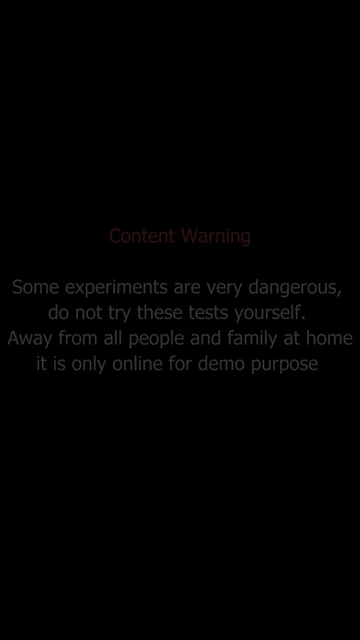 Content Warning
Some experiments are very dangerous,
do not try these tests yourself.
Away from all people and family at home
it is only online for demo purpose